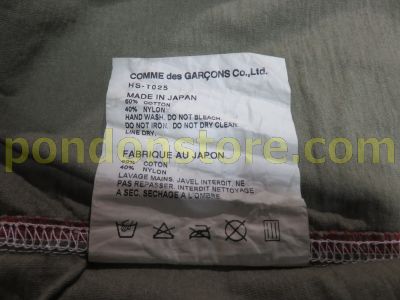 COMME des GARÇONS Co.,Ltd.
HS-T025
MADE IN JAPAN
60% COTTON
40% NYLON
HAND WASH. DO NOT BLEACH.
DO NOT IRON. DO NOT DRY CLEAN.
LINE DRY.
pondonstore.com
FABRIQUE AU JAPON
60% COTON
40% NYLON
LAVAGE MAINS. JAVEL INTERDIT. NE
PAS REPASSER. INTERDIT NETTOYAGE
A SEC. SECHAGE A L'OMBRE